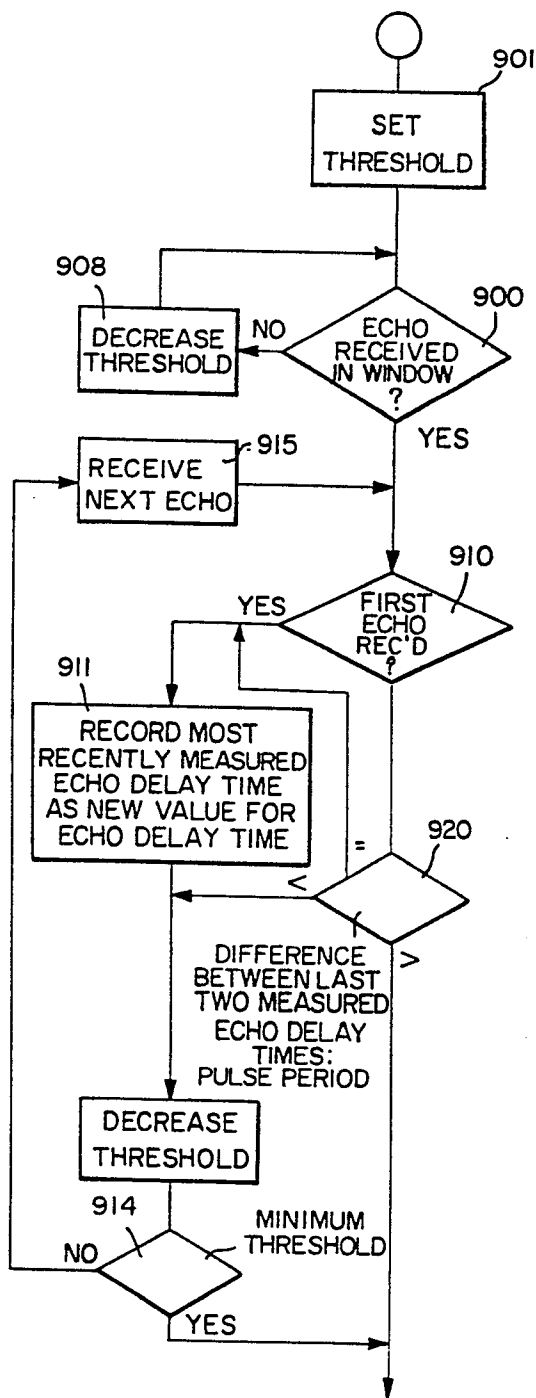 901
SET
THRESHOLD
908
DECREASE
THRESHOLD
NO
900
ECHO
RECEIVED
IN WINDOW
?
YES
915
RECEIVE
NEXT ECHO
910
FIRST
ECHO
REC'D
?
YES
911
RECORD MOST
RECENTLY MEASURED
ECHO DELAY TIME
AS NEW VALUE FOR
ECHO DELAY TIME
=
920
<
>
DIFFERENCE
BETWEEN LAST
TWO MEASURED
ECHO DELAY
TIMES:
PULSE PERIOD
DECREASE
THRESHOLD
914
MINIMUM
THRESHOLD
NO
YES